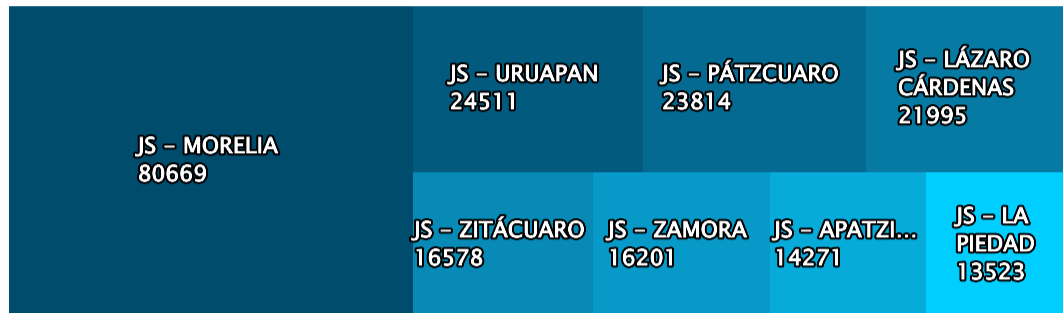 JS – MORELIA
80669
JS – URUAPAN
24511
JS – PÁTZCUARO
23814
JS – LÁZARO
CÁRDENAS
21995
JS – ZITÁCUARO
16578
JS – ZAMORA
16201
JS – APATZI...
14271
JS – LA
PIEDAD
13523